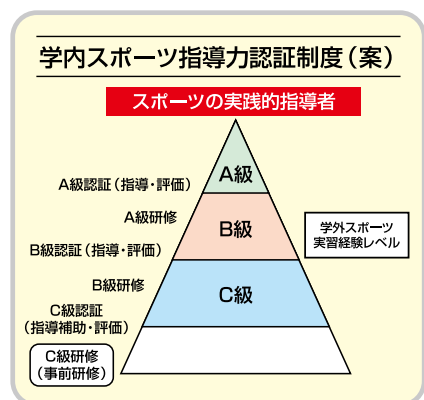 学内スポーツ指導力認証制度（案）
スポーツの実践的指導者
A級
A級認証（指導・評価）
A級研修
B級
学外スポーツ
実習経験レベル
B級認証（指導・評価）
B級研修
C級
C級認証
（指導補助・評価）
C級研修
（事前研修）